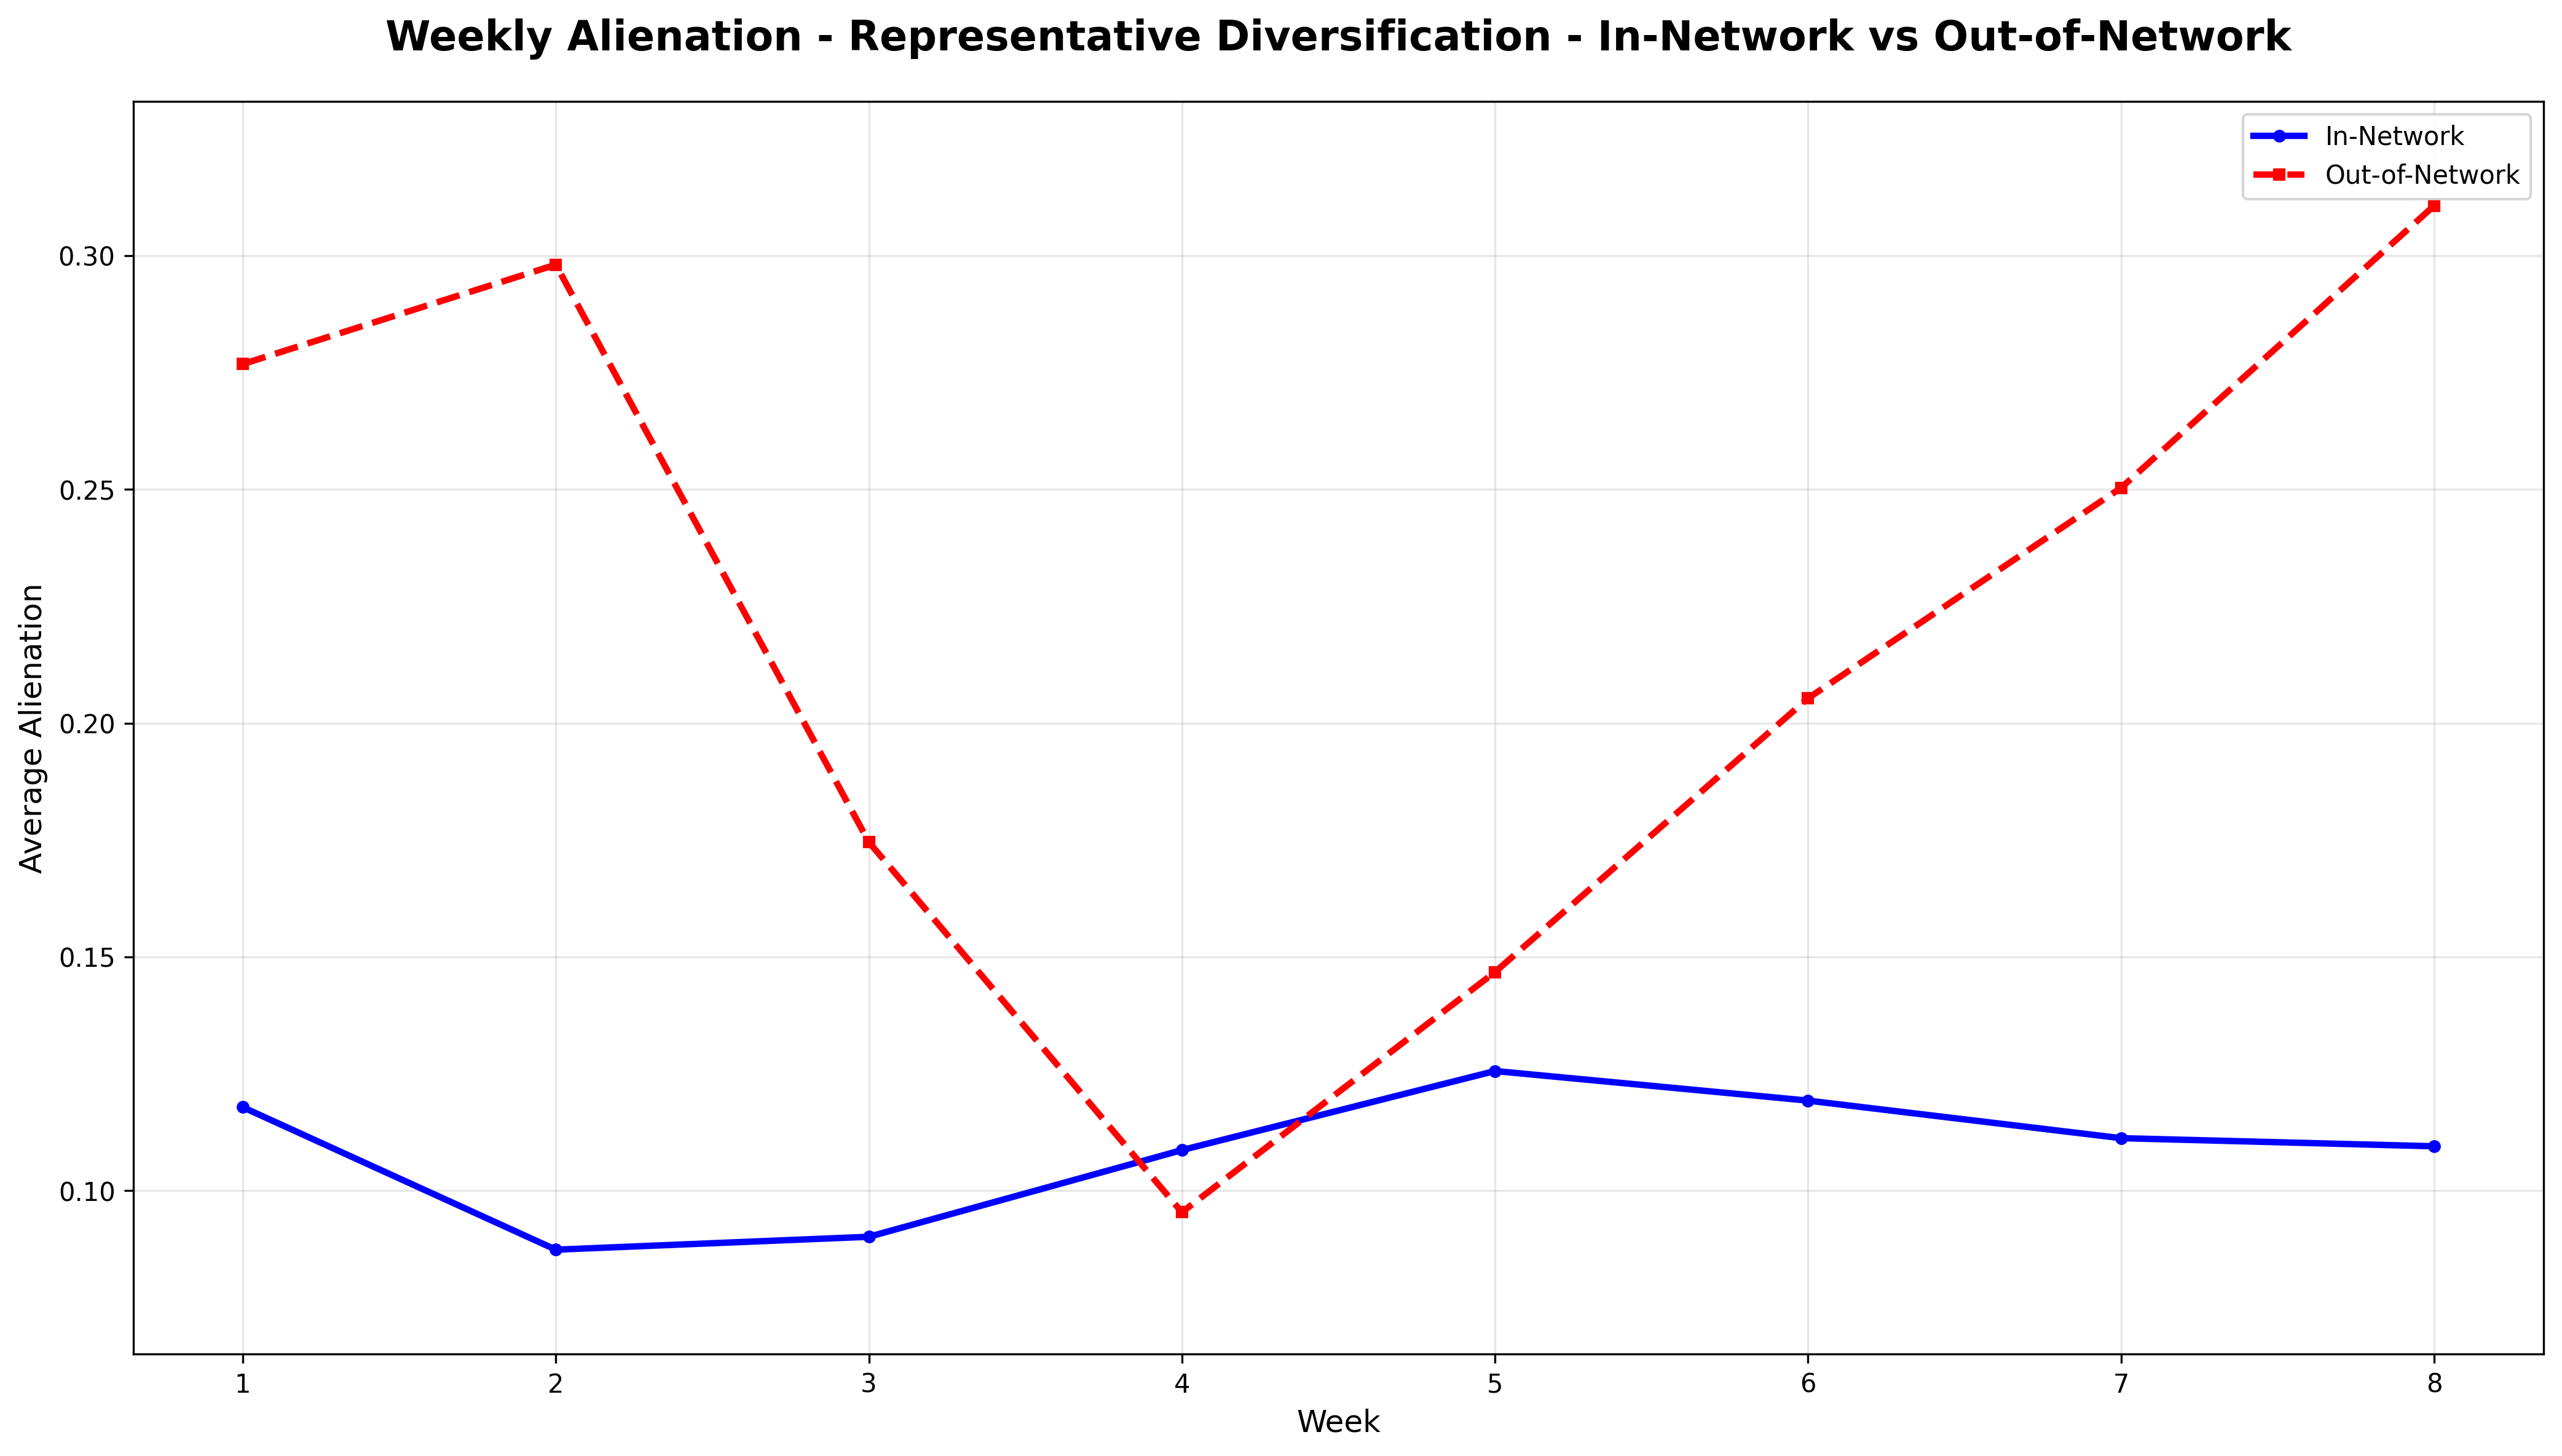 Weekly Alienation - Representative Diversification - In-Network vs Out-of-Network
In-Network
Out-of-Network
Average Alienation
0.30
0.25
0.20
0.15
0.10
1 2 3 4 5 6 7 8
Week